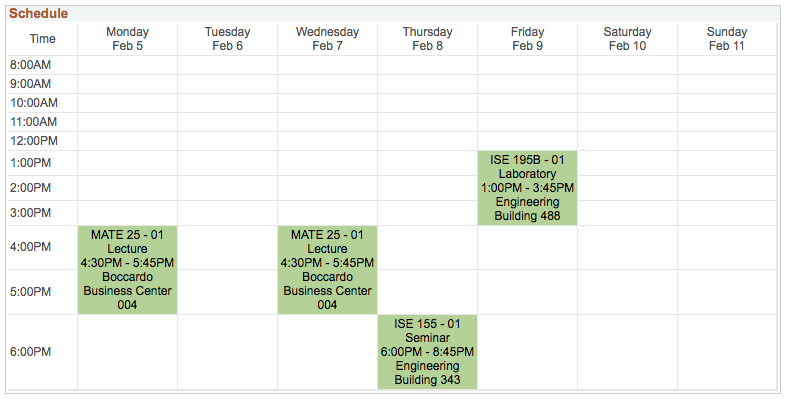 Schedule
Time
Monday
Feb 5
Tuesday
Feb 6
Wednesday
Feb 7
Thursday
Feb 8
Friday
Feb 9
Saturday
Feb 10
Sunday
Feb 11
8:00AM
9:00AM
10:00AM
11:00AM
12:00PM
1:00PM
ISE 195B - 01
Laboratory
1:00PM - 3:45PM
Engineering
Building 488
2:00PM
3:00PM
4:00PM
MATE 25 - 01
Lecture
4:30PM - 5:45PM
Boccardo
Business Center
004
MATE 25 - 01
Lecture
4:30PM - 5:45PM
Boccardo
Business Center
004
5:00PM
6:00PM
ISE 155 - 01
Seminar
6:00PM - 8:45PM
Engineering
Building 343